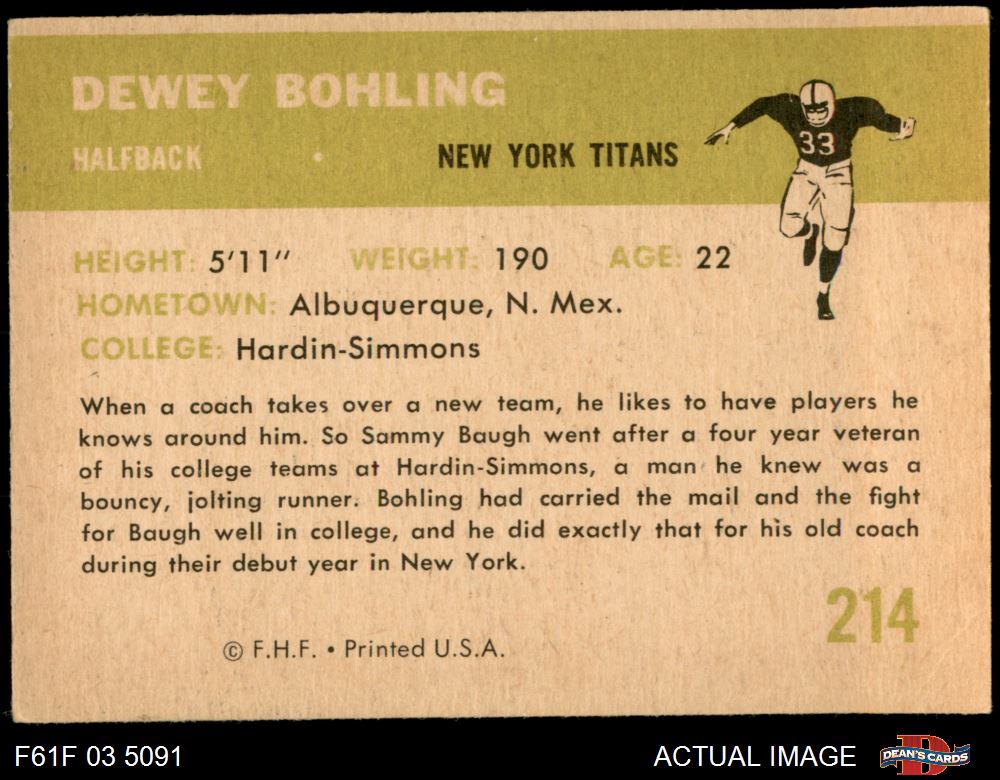 DEWEY BOHLING
HALFBACK • NEW YORK TITANS
33
HEIGHT: 5'11" WEIGHT: 190 AGE: 22
HOMETOWN: Albuquerque, N. Mex.
COLLEGE: Hardin-Simmons
When a coach takes over a new team, he likes to have players he
knows around him. So Sammy Baugh went after a four year veteran
of his college teams at Hardin-Simmons, a man he knew was a
bouncy, jolting runner. Bohling had carried the mail and the fight
for Baugh well in college, and he did exactly that for his old coach
during their debut year in New York.
214
© F.H.F. • Printed U.S.A.
F61F 03 5091
ACTUAL IMAGE
D
DEAN'S CARDS